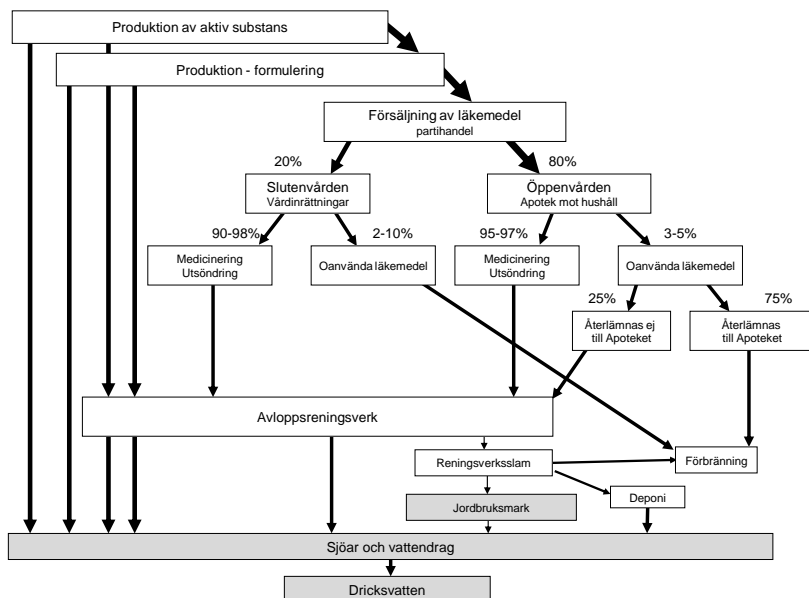 Produktion av aktiv substans
Produktion - formulering
Försäljning av läkemedel
partihandel
20%
80%
Slutenvården
Vårdinrättningar
Öppenvården
Apotek mot hushåll
90-98%
2-10%
95-97%
3-5%
Medicinering
Utsöndring
Oanvända läkemedel
Medicinering
Utsöndring
Oanvända läkemedel
25%
75%
Återlämnas ej
till Apoteket
Återlämnas
till Apoteket
Avloppsreningsverk
Reningsverksslam
Förbränning
Jordbruksmark
Deponi
Sjöar och vattendrag
Dricksvatten